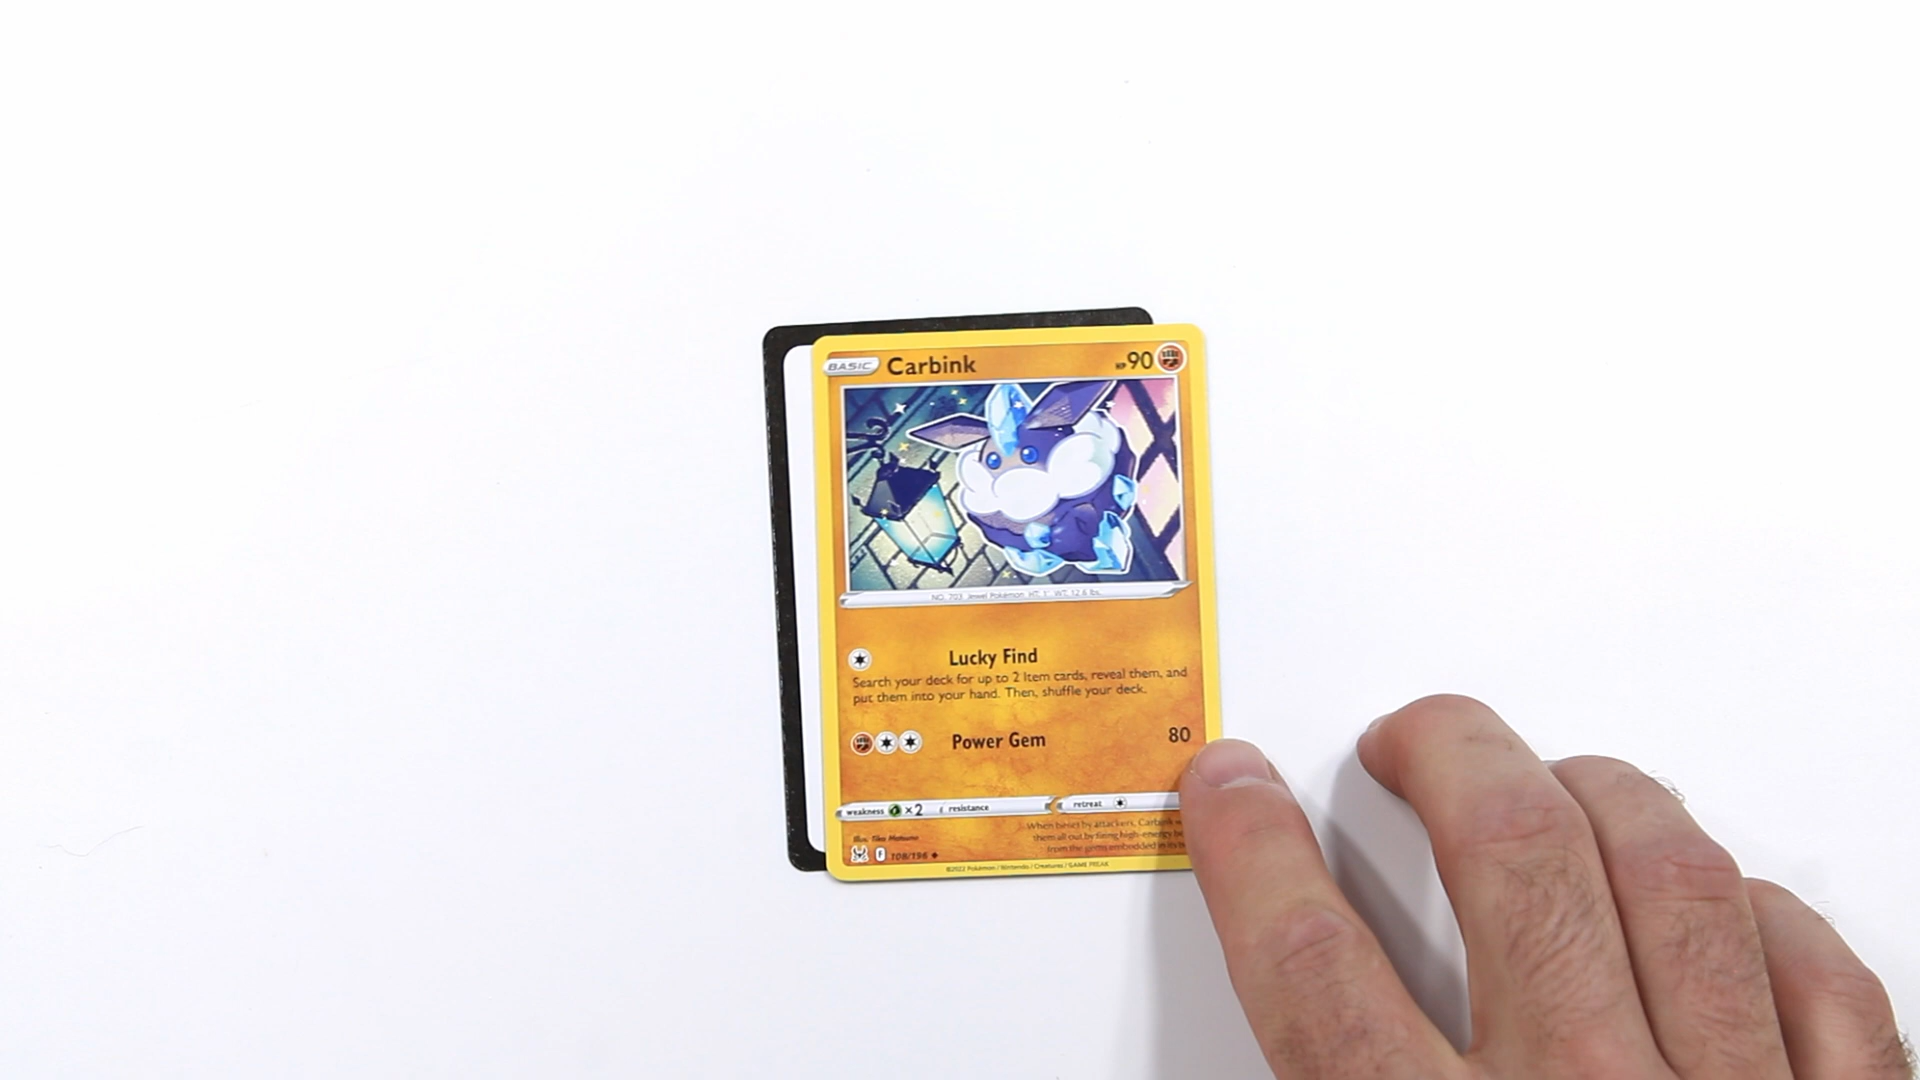 BASIC Carbink HP 90
NO. 703 Jewel Pokémon HT: 1' WT: 12.6 lbs.
Lucky Find
Search your deck for up to 2 Item cards, reveal them, and
put them into your hand. Then, shuffle your deck.
Power Gem 80
weakness ×2 resistance retreat
When beset by attackers, Carbink
them all out by firing high-energy
from the gems embedded in its
Illus.
F 108/196
©2022 Pokémon / Nintendo / Creatures / GAME FREAK